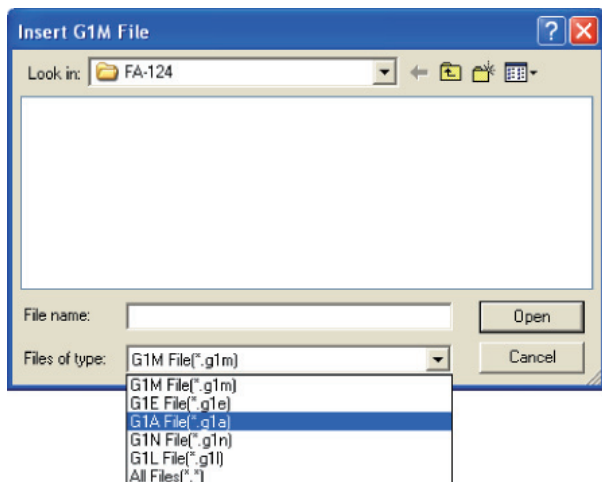 Insert G1M File
Look in: FA-124
File name: Open
Files of type: G1M File(*.g1m) Cancel
G1M File(*.g1m)
G1E File(*.g1e)
G1A File(*.g1a)
G1N File(*.g1n)
G1L File(*.g1l)
All Files(*.*)